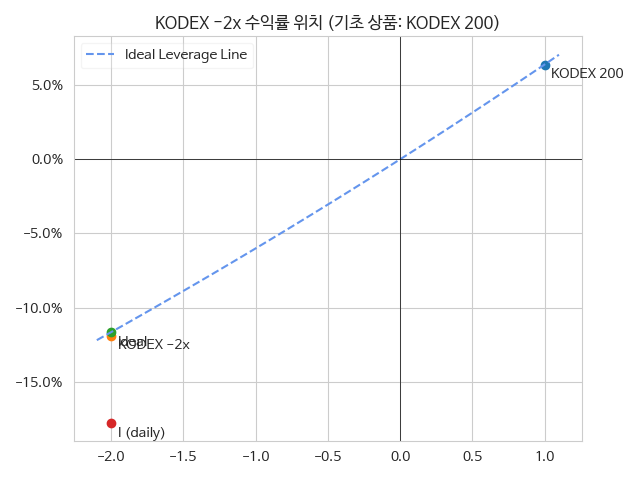 KODEX -2x 수익률 위치 (기초 상품: KODEX 200)
Ideal Leverage Line
KODEX 200
5.0%
0.0%
-5.0%
-10.0%
-15.0%
Ideal
KODEX -2x
I (daily)
-2.0
-1.5
-1.0
-0.5
0.0
0.5
1.0